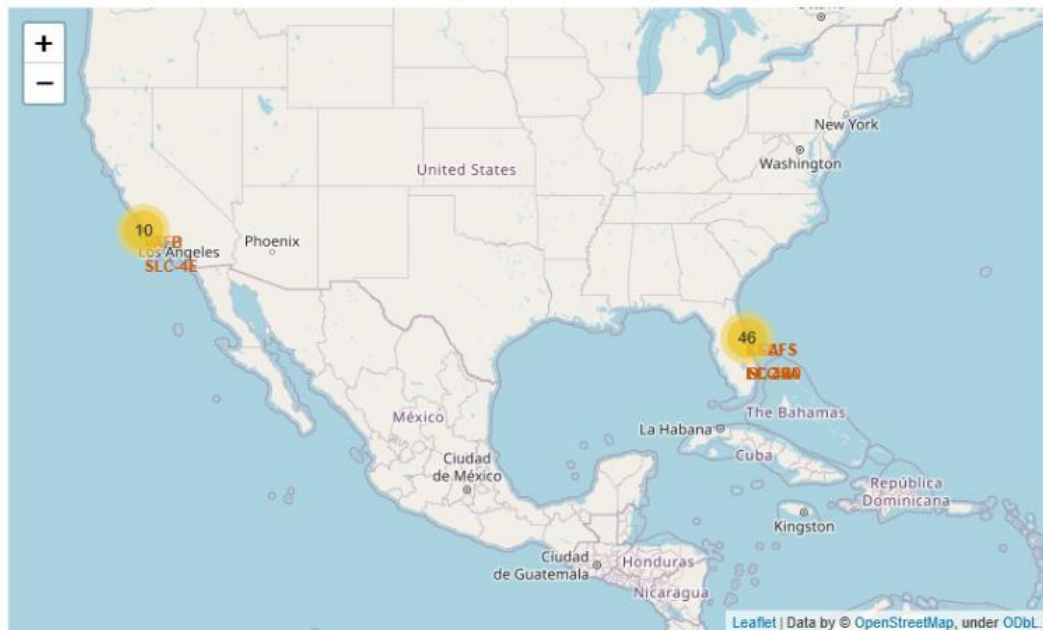 Ottawa
+
−
New York
Washington
United States
10
Phoenix
Los Angeles
SLC-4E
46
The Bahamas
México
La Habana
Cuba
Ciudad
de México
República
Dominicana
Kingston
Ciudad
de Guatemala
Honduras
Nicaragua
Leaflet | Data by © OpenStreetMap, under ODbL.